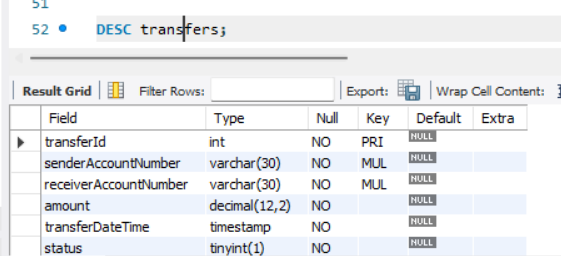 51
52 DESC transfers;
Result Grid Filter Rows: Export: Wrap Cell Content:
Field Type Null Key Default Extra
transferId int NO PRI NULL
senderAccountNumber varchar(30) NO MUL NULL
receiverAccountNumber varchar(30) NO MUL NULL
amount decimal(12,2) NO NULL
transferDateTime timestamp NO NULL
status tinyint(1) NO NULL